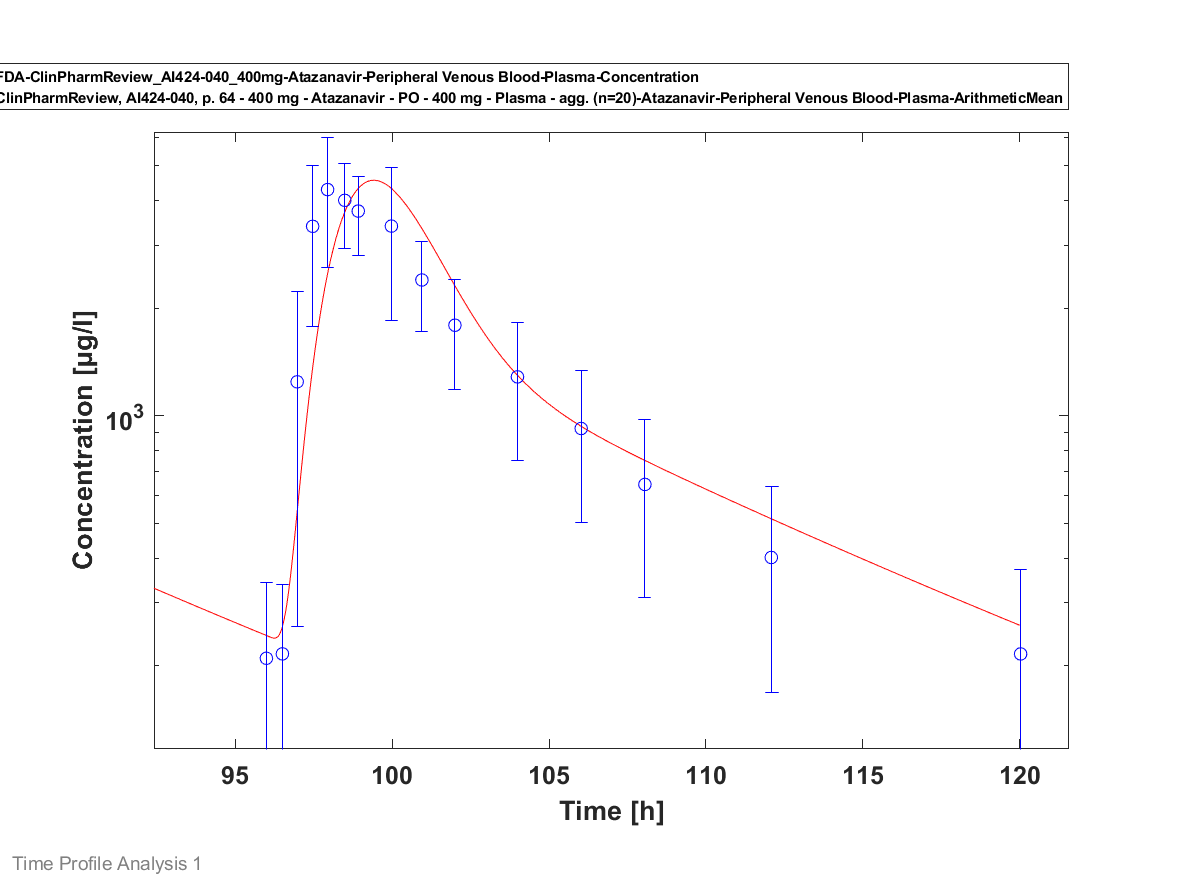 FDA-ClinPharmReview_AI424-040_400mg-Atazanavir-Peripheral Venous Blood-Plasma-Concentration
ClinPharmReview, AI424-040, p. 64 - 400 mg - Atazanavir - PO - 400 mg - Plasma - agg. (n=20)-Atazanavir-Peripheral Venous Blood-Plasma-ArithmeticMean
Concentration [µg/l]
10³
95 100 105 110 115 120
Time [h]
Time Profile Analysis 1